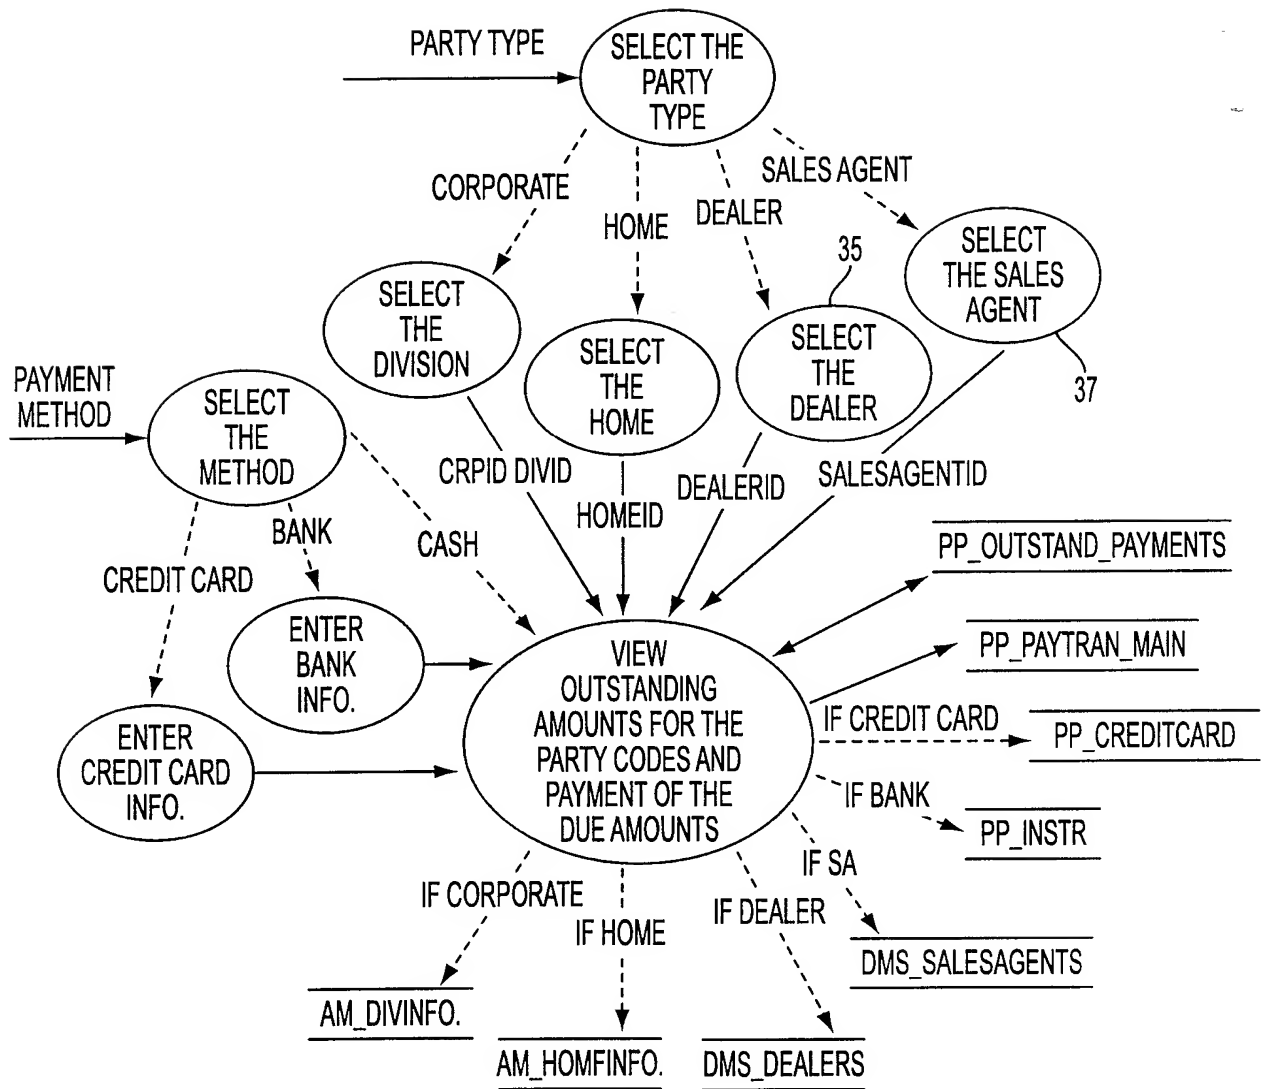 PARTY TYPE
SELECT THE
PARTY
TYPE
CORPORATE
HOME
DEALER
SALES AGENT
SELECT
THE
DIVISION
SELECT
THE
HOME
35
SELECT
THE
DEALER
SELECT
THE SALES
AGENT
37
PAYMENT
METHOD
SELECT
THE
METHOD
CRPID DIVID
HOMEID
DEALERID
SALESAGENTID
CREDIT CARD
BANK
CASH
ENTER
BANK
INFO.
ENTER
CREDIT CARD
INFO.
VIEW
OUTSTANDING
AMOUNTS FOR THE
PARTY CODES AND
PAYMENT OF THE
DUE AMOUNTS
PP_OUTSTAND_PAYMENTS
PP_PAYTRAN_MAIN
IF CREDIT CARD
PP_CREDITCARD
IF BANK
PP_INSTR
IF SA
DMS_SALESAGENTS
IF CORPORATE
IF HOME
IF DEALER
AM_DIVINFO.
AM_HOMFINFO.
DMS_DEALERS